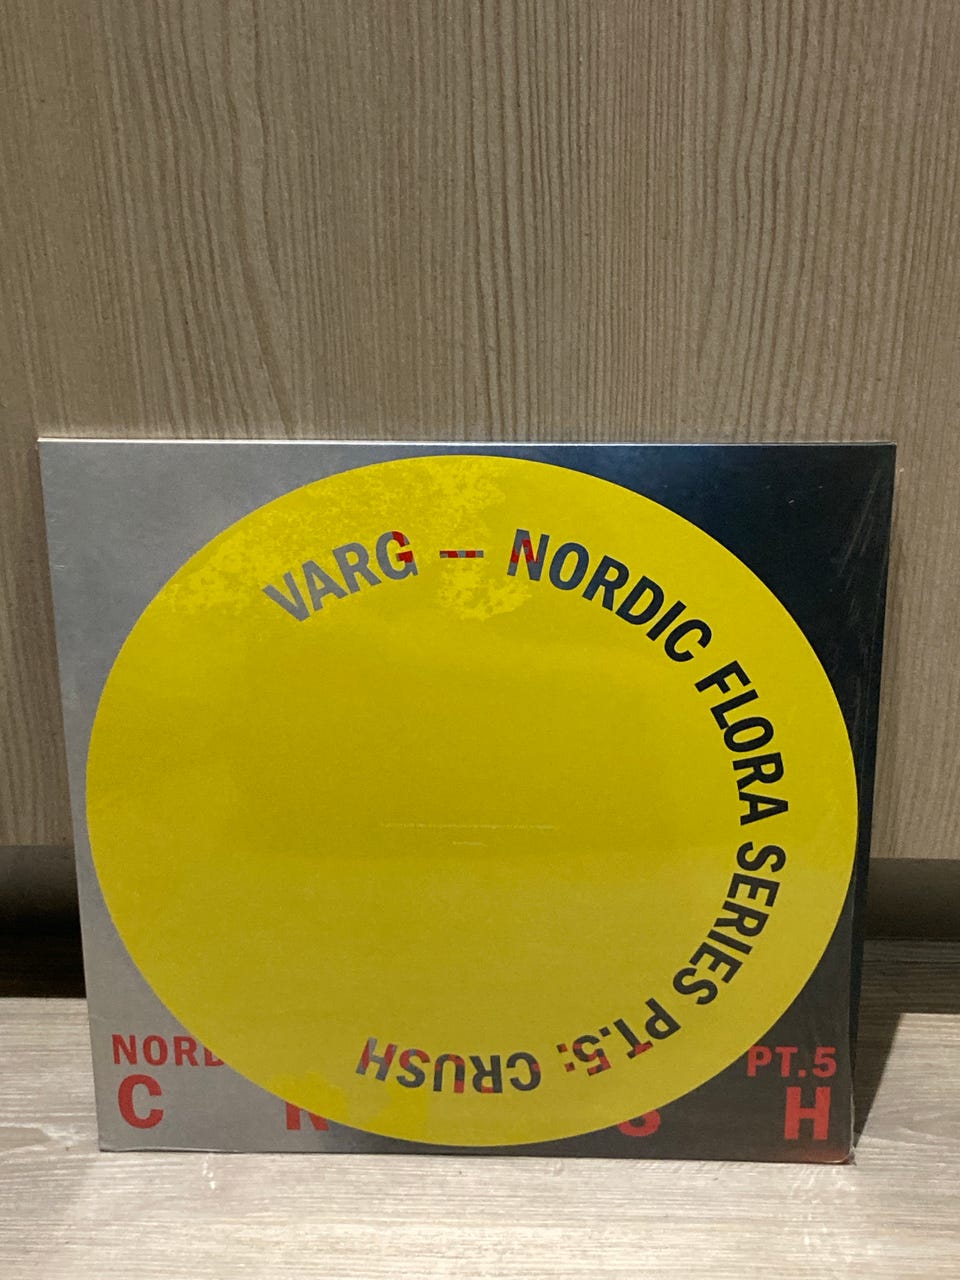 VARG — NORDIC FLORA SERIES PT.5: CRUSH
NORD PT.5
C R S H